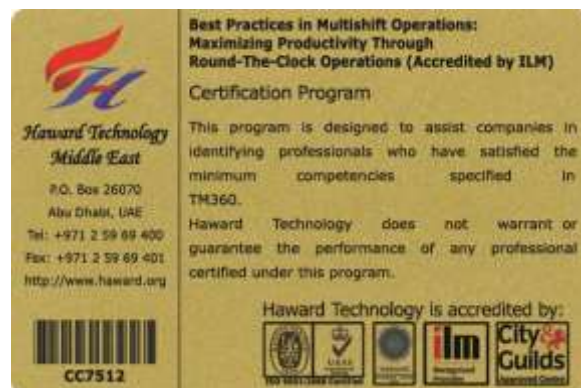 Haward Technology
Middle East
P.O. Box 26070
Abu Dhabi, UAE
Tel: +971 2 59 69 400
Fax: +971 2 59 69 401
http://www.haward.org
CC7512
Best Practices in Multishift Operations:
Maximizing Productivity Through
Round-The-Clock Operations (Accredited by ILM)
Certification Program
This program is designed to assist companies in
identifying professionals who have satisfied the
minimum competencies specified in
TM360.
Haward Technology does not warrant or
guarantee the performance of any professional
certified under this program.
Haward Technology is accredited by:
ilm
City&
Guilds